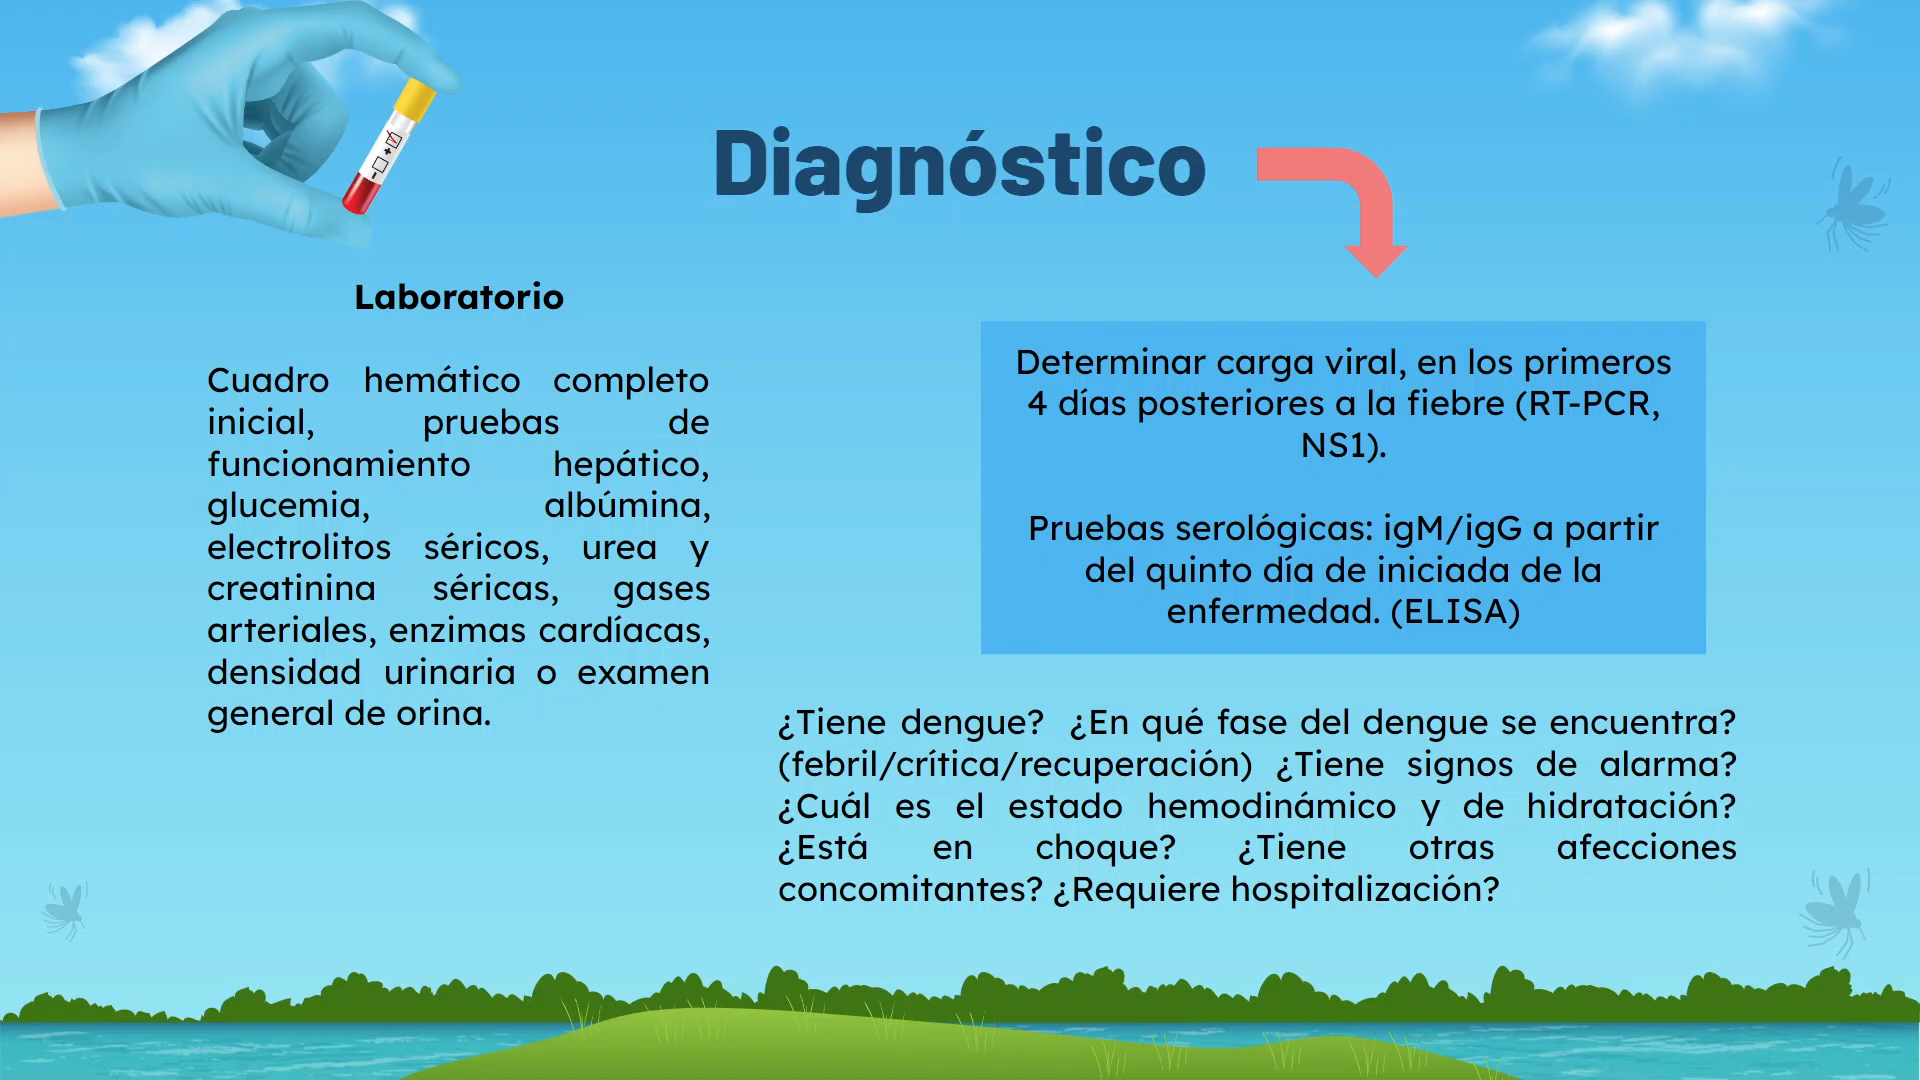 Diagnóstico
Laboratorio
Cuadro hemático completo
inicial, pruebas de
funcionamiento hepático,
glucemia, albúmina,
electrolitos séricos, urea y
creatinina séricas, gases
arteriales, enzimas cardíacas,
densidad urinaria o examen
general de orina.
Determinar carga viral, en los primeros
4 días posteriores a la fiebre (RT-PCR,
NS1).
Pruebas serológicas: igM/igG a partir
del quinto día de iniciada de la
enfermedad. (ELISA)
¿Tiene dengue? ¿En qué fase del dengue se encuentra?
(febril/crítica/recuperación) ¿Tiene signos de alarma?
¿Cuál es el estado hemodinámico y de hidratación?
¿Está en choque? ¿Tiene otras afecciones
concomitantes? ¿Requiere hospitalización?